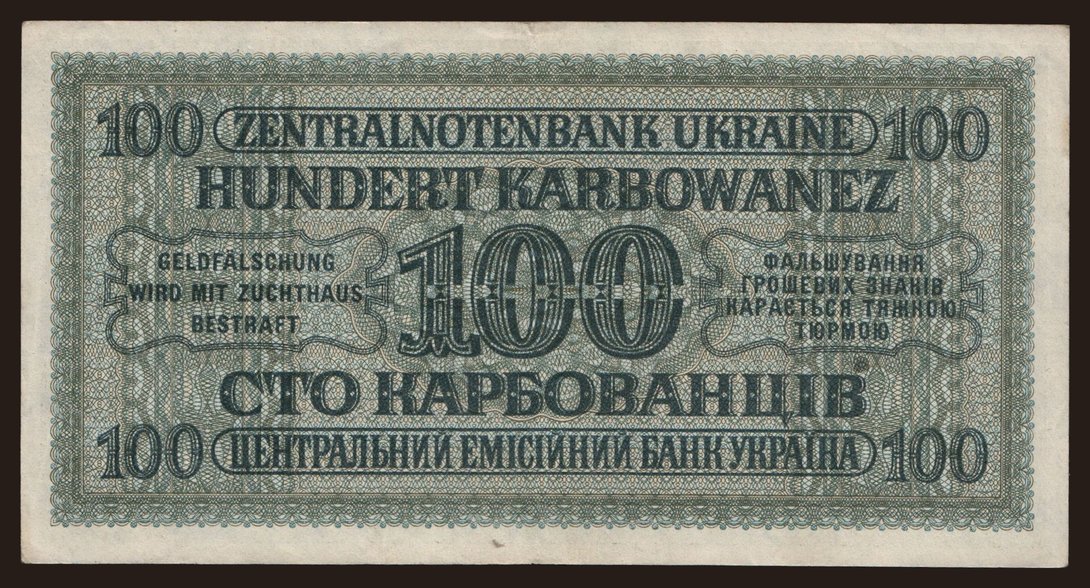 100 ZENTRALNOTENBANK UKRAINE 100
HUNDERT KARBOWANEZ
GELDFÄLSCHUNG
WIRD MIT ZUCHTHAUS
BESTRAFT
100
ФАЛЬШУВАННЯ
ГРОШЕВИХ ЗНАКІВ
КАРАЄТЬСЯ ТЯЖКОЮ
ТЮРМОЮ
СТО КАРБОВАНЦІВ
100 ЦЕНТРАЛЬНИЙ ЕМІСІЙНИЙ БАНК УКРАЇНА 100